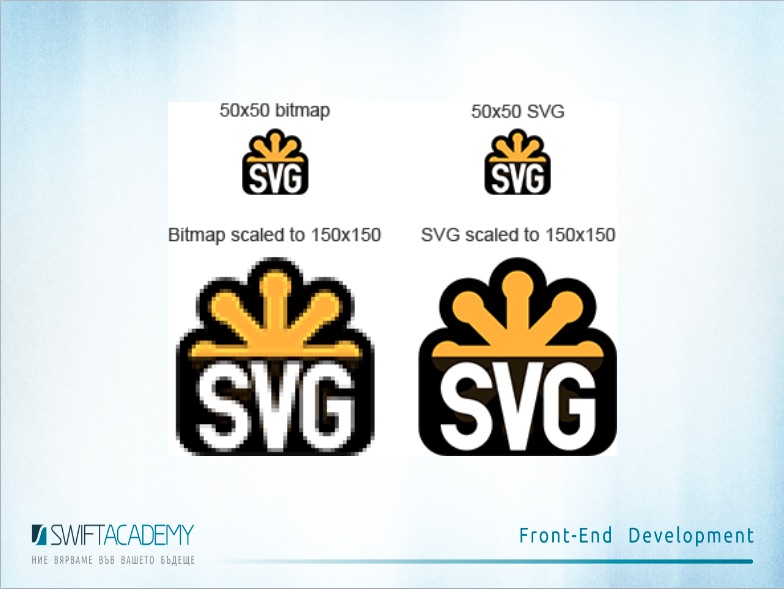 50x50 bitmap
50x50 SVG
SVG
SVG
Bitmap scaled to 150x150
SVG scaled to 150x150
SVG
SVG
SWIFTACADEMY
НИЕ ВЯРВАМЕ ВЪВ ВАШЕТО БЪДЕЩЕ
Front-End Development